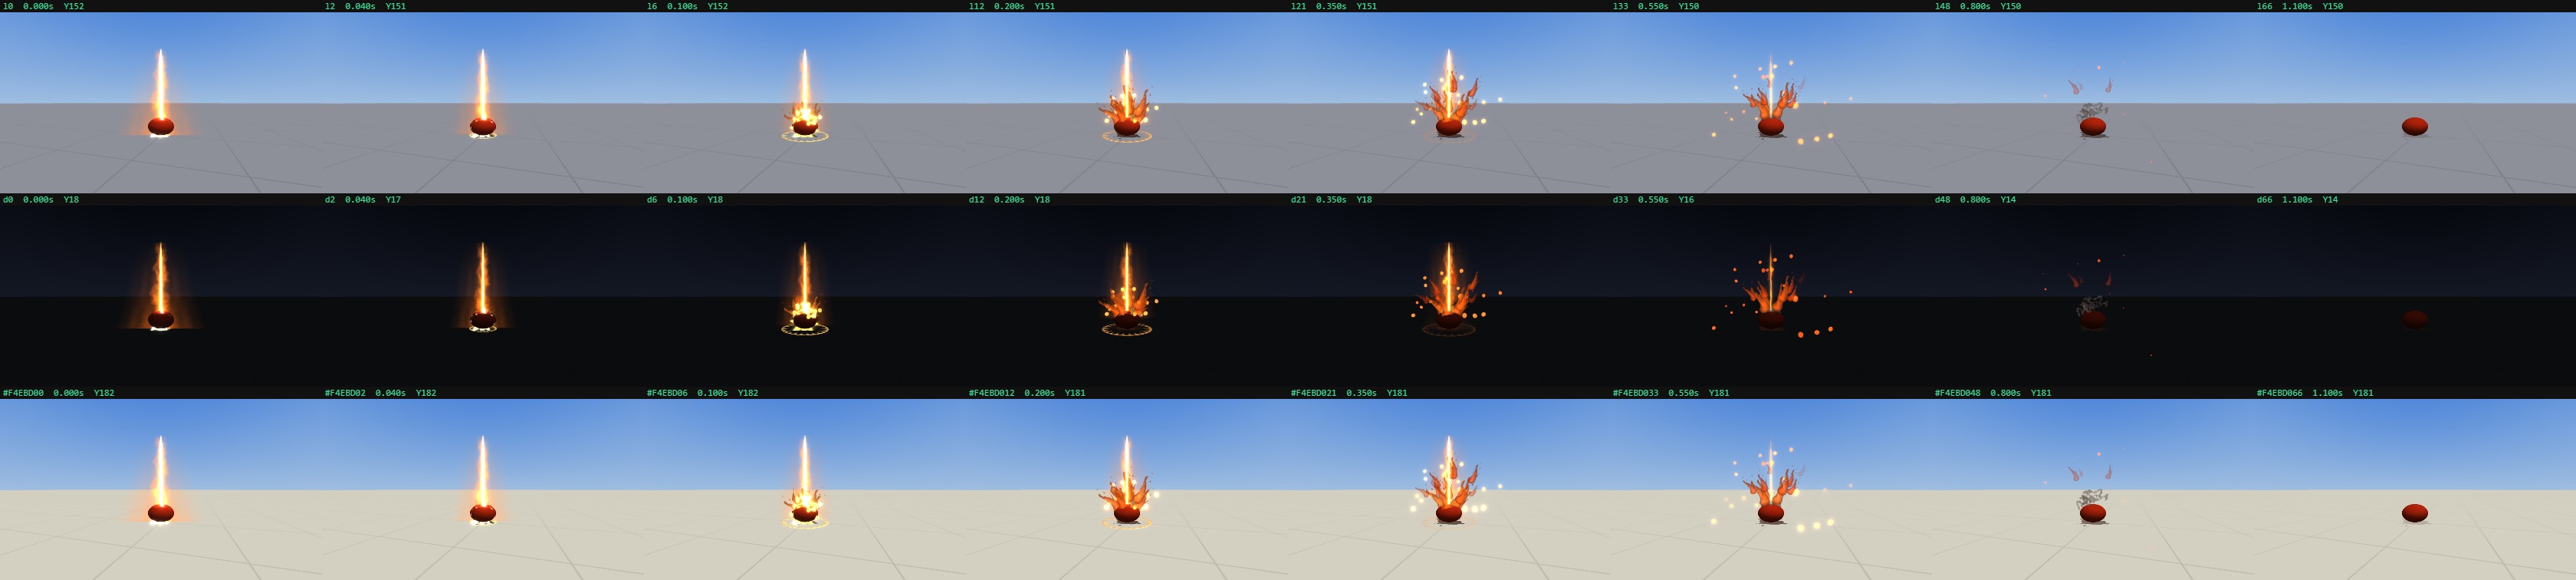 l0 0.000s Y152 l2 0.040s Y151 l6 0.100s Y152 l12 0.200s Y151 l21 0.350s Y151 l33 0.550s Y150 l48 0.800s Y150 l66 1.100s Y150
d0 0.000s Y18 d2 0.040s Y17 d6 0.100s Y18 d12 0.200s Y18 d21 0.350s Y18 d33 0.550s Y16 d48 0.800s Y14 d66 1.100s Y14
#F4EBD00 0.000s Y182 #F4EBD02 0.040s Y182 #F4EBD06 0.100s Y182 #F4EBD012 0.200s Y181 #F4EBD021 0.350s Y181 #F4EBD033 0.550s Y181 #F4EBD048 0.800s Y181 #F4EBD066 1.100s Y181